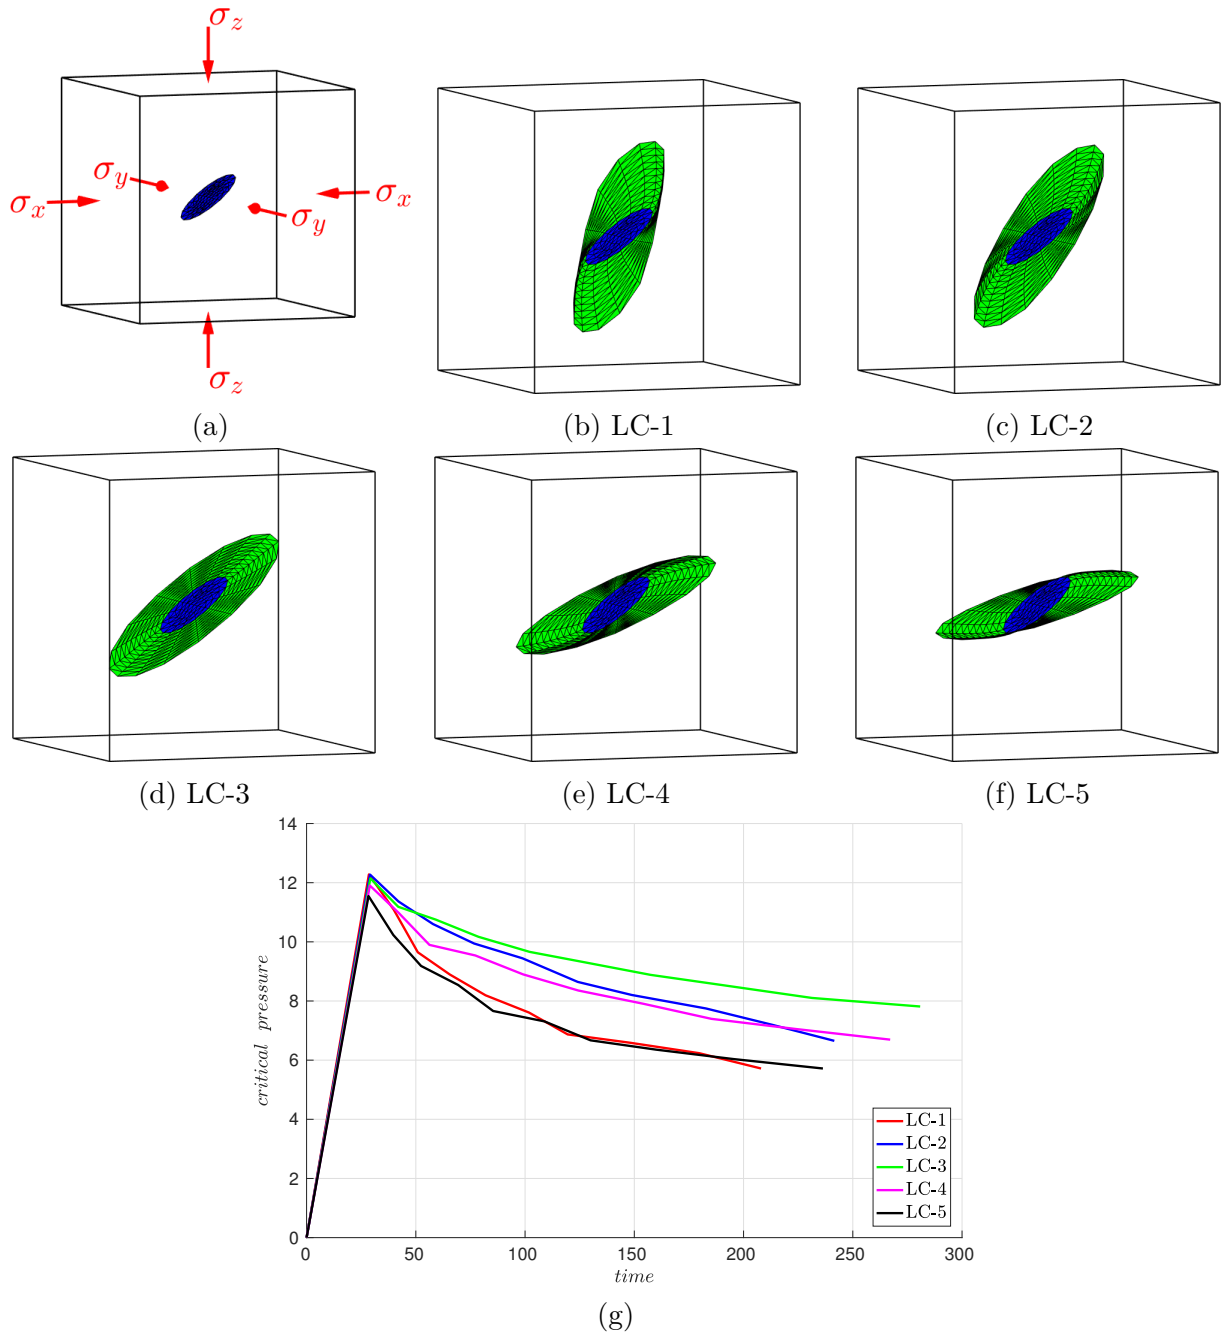 σz
σy
σx
σx
σy
σz
(a)
(b) LC-1
(c) LC-2
(d) LC-3
(e) LC-4
(f) LC-5
14
12
10
8
6
4
2
0
critical pressure
0 50 100 150 200 250 300
time
LC-1
LC-2
LC-3
LC-4
LC-5
(g)